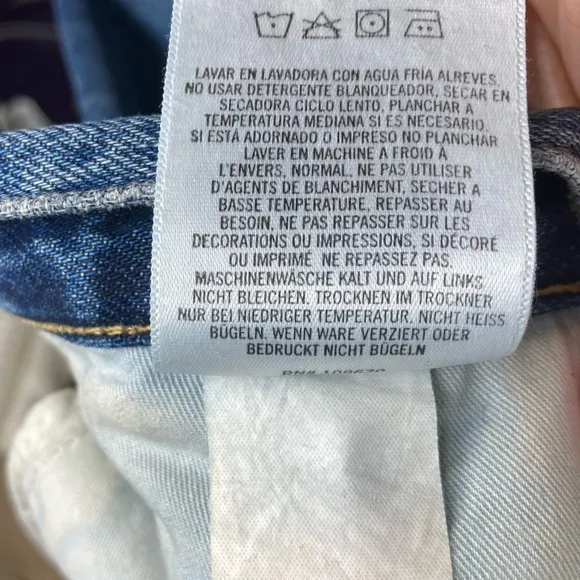 LAVAR EN LAVADORA CON AGUA FRÍA ALREVES,
NO USAR DETERGENTE BLANQUEADOR, SECAR EN
SECADORA CICLO LENTO, PLANCHAR A
TEMPERATURA MEDIANA SI ES NECESARIO.
SI ESTÁ ADORNADO O IMPRESO NO PLANCHAR
LAVER EN MACHINE A FROID À
L'ENVERS, NORMAL, NE PAS UTILISER
D'AGENTS DE BLANCHIMENT, SECHER A
BASSE TEMPERATURE, REPASSER AU
BESOIN, NE PAS REPASSER SUR LES
DECORATIONS OU IMPRESSIONS, SI DÉCORÉ
OU IMPRIMÉ NE REPASSEZ PAS.
MASCHINENWÄSCHE KALT UND AUF LINKS
NICHT BLEICHEN. TROCKNEN IM TROCKNER
NUR BEI NIEDRIGER TEMPERATUR. NICHT HEISS
BÜGELN. WENN WARE VERZIERT ODER
BEDRUCKT NICHT BÜGELN